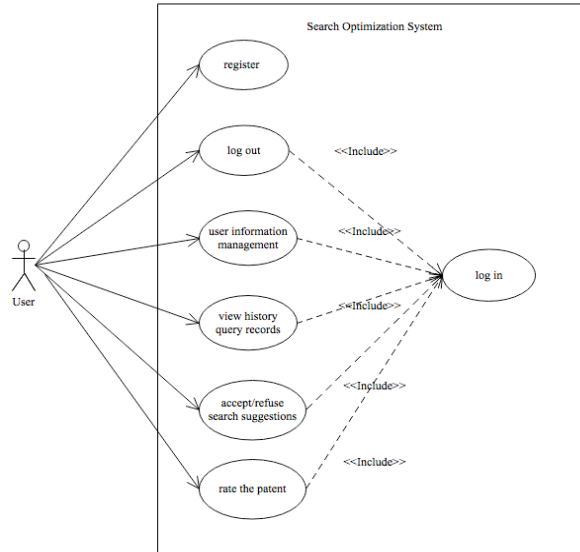 Search Optimization System
register
log out
<<Include>>
user information
management
<<Include>>
log in
User
view history
query records
<<Include>>
accept/refuse
search suggestions
<<Include>>
rate the patent
<<Include>>